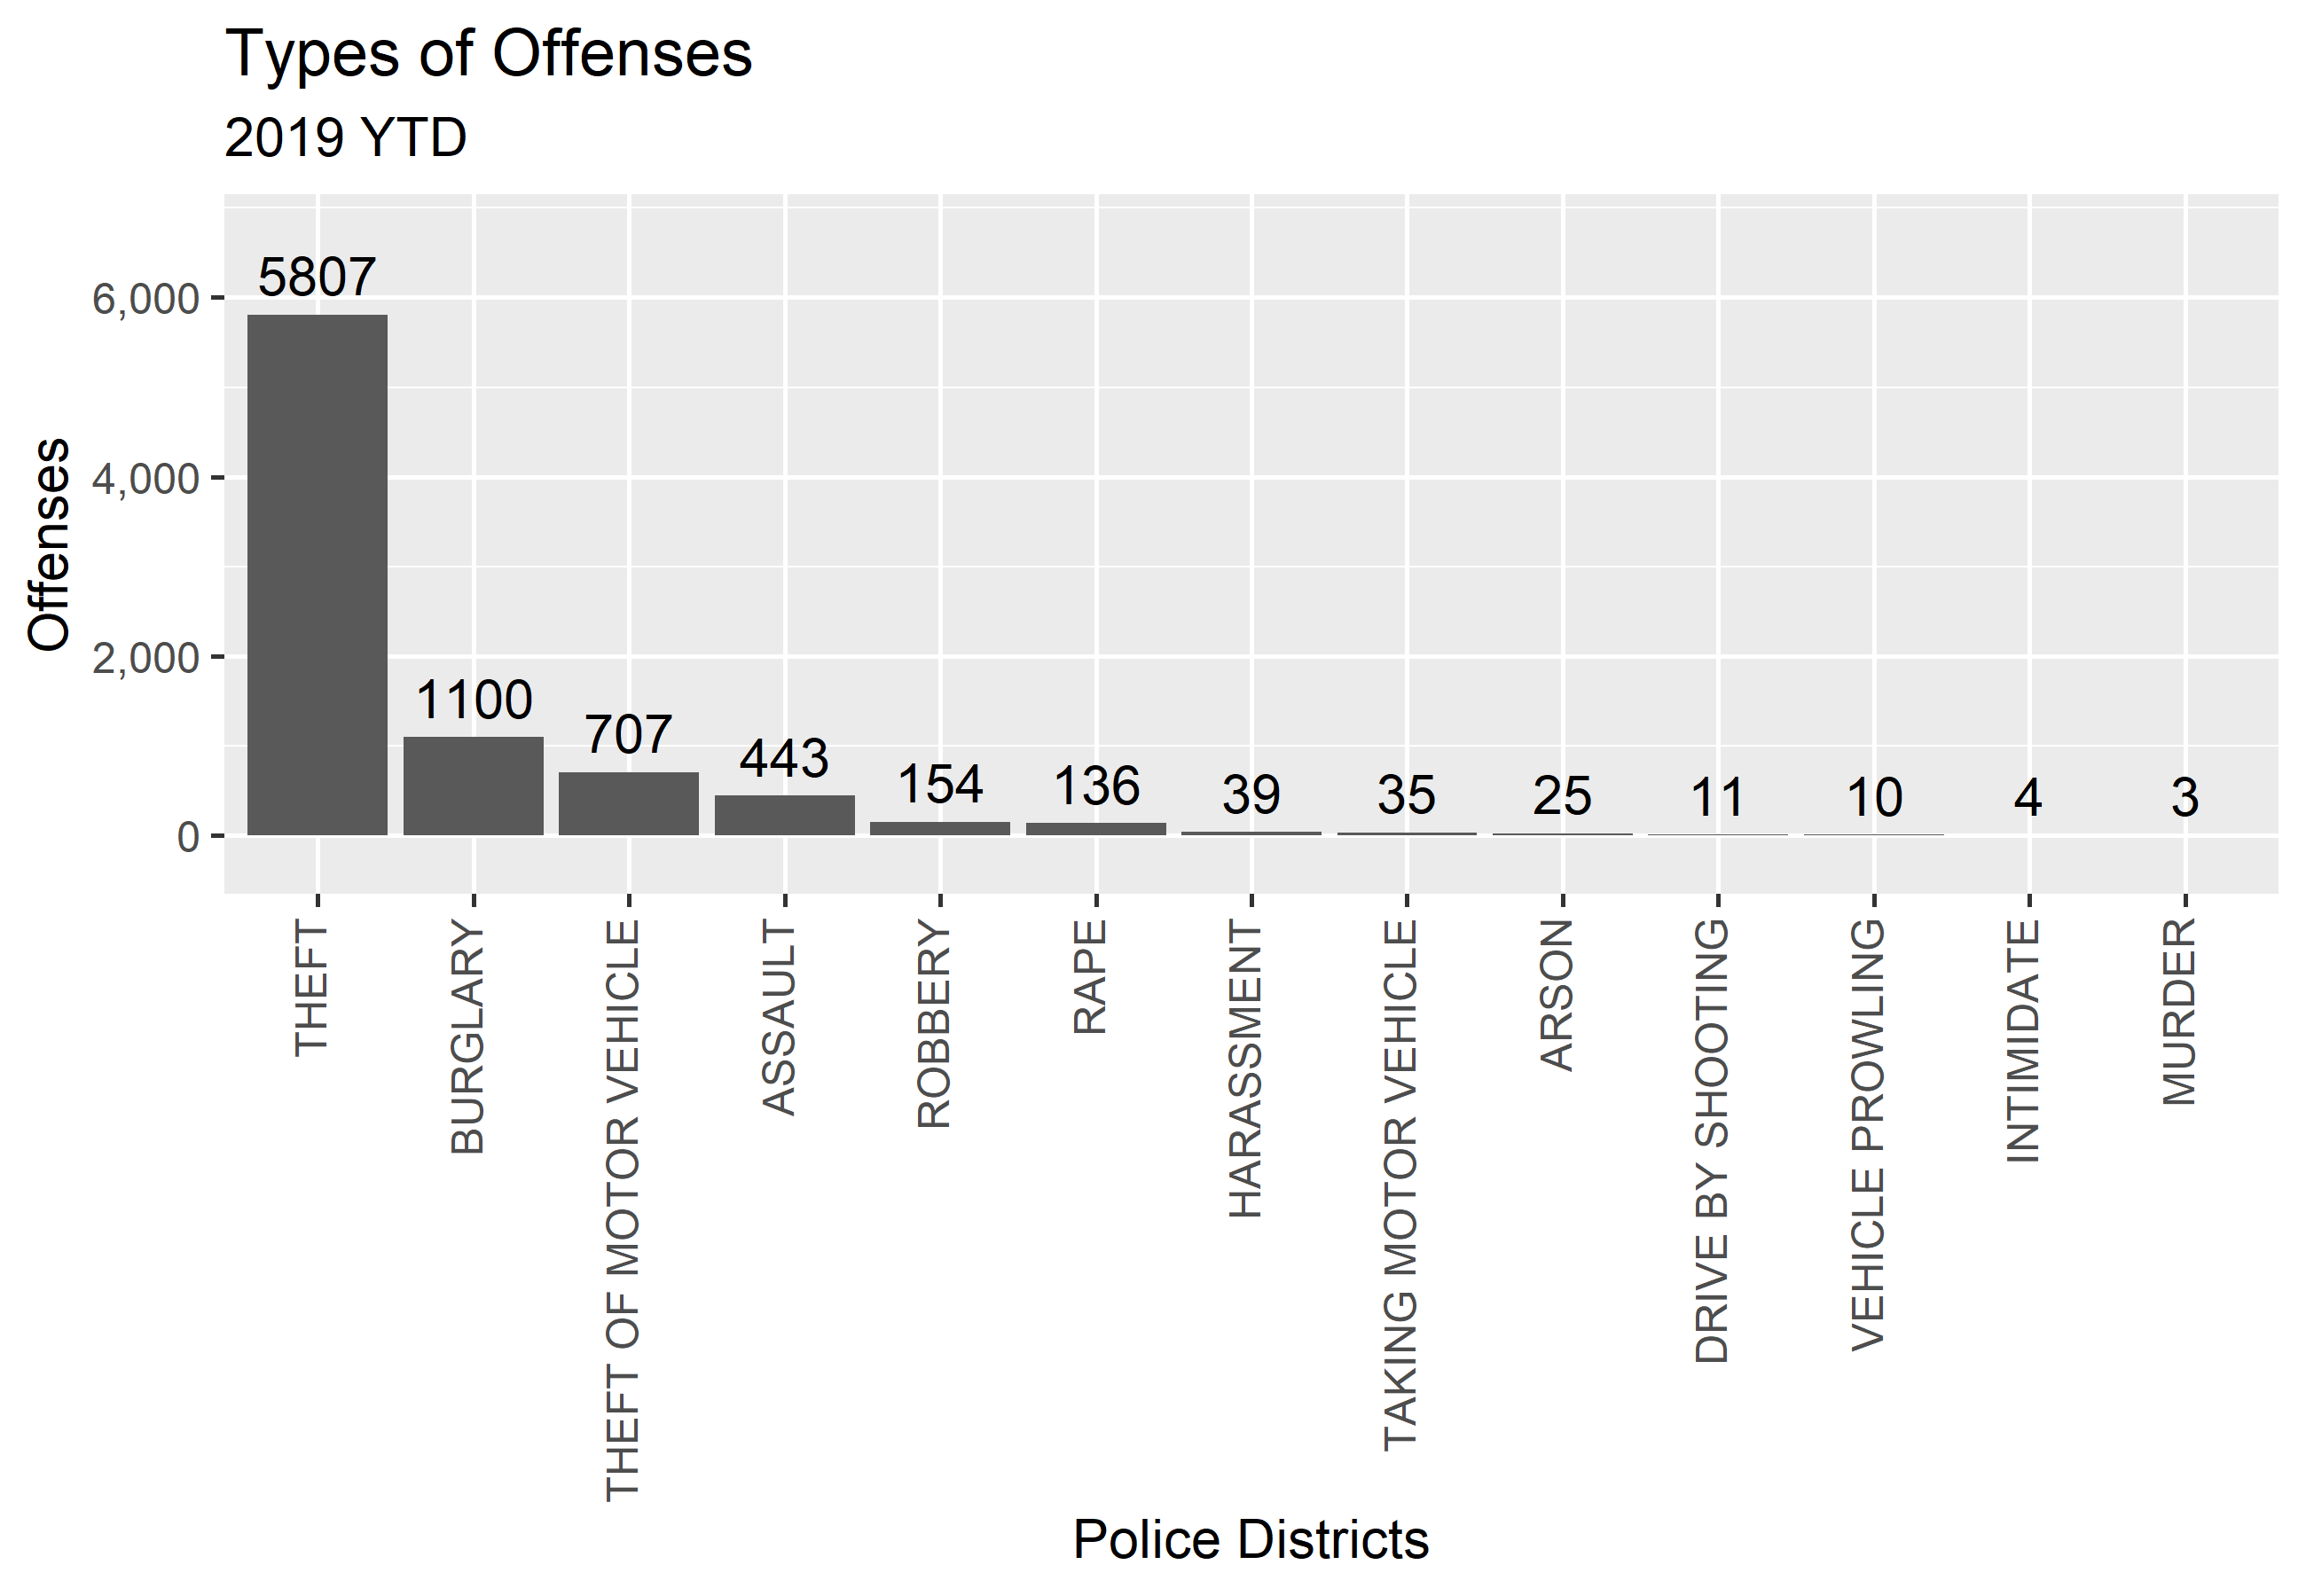 Types of Offenses
2019 YTD
Offenses
6,000
4,000
2,000
0
5807
1100
707
443
154
136
39
35
25
11
10
4
3
THEFT
BURGLARY
THEFT OF MOTOR VEHICLE
ASSAULT
ROBBERY
RAPE
HARASSMENT
TAKING MOTOR VEHICLE
ARSON
DRIVE BY SHOOTING
VEHICLE PROWLING
INTIMIDATE
MURDER
Police Districts